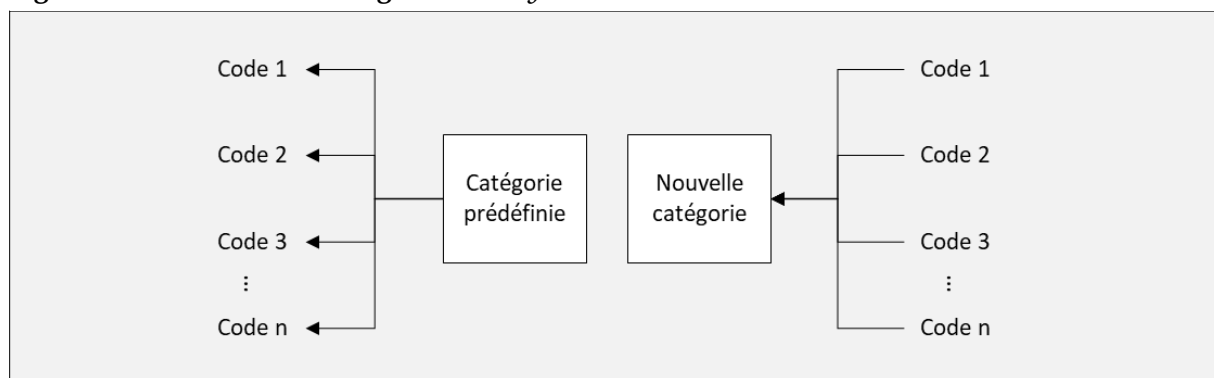 Code 1
Code 2
Code 3
⋮
Code n
Catégorie
prédéfinie
Nouvelle
catégorie
Code 1
Code 2
Code 3
⋮
Code n